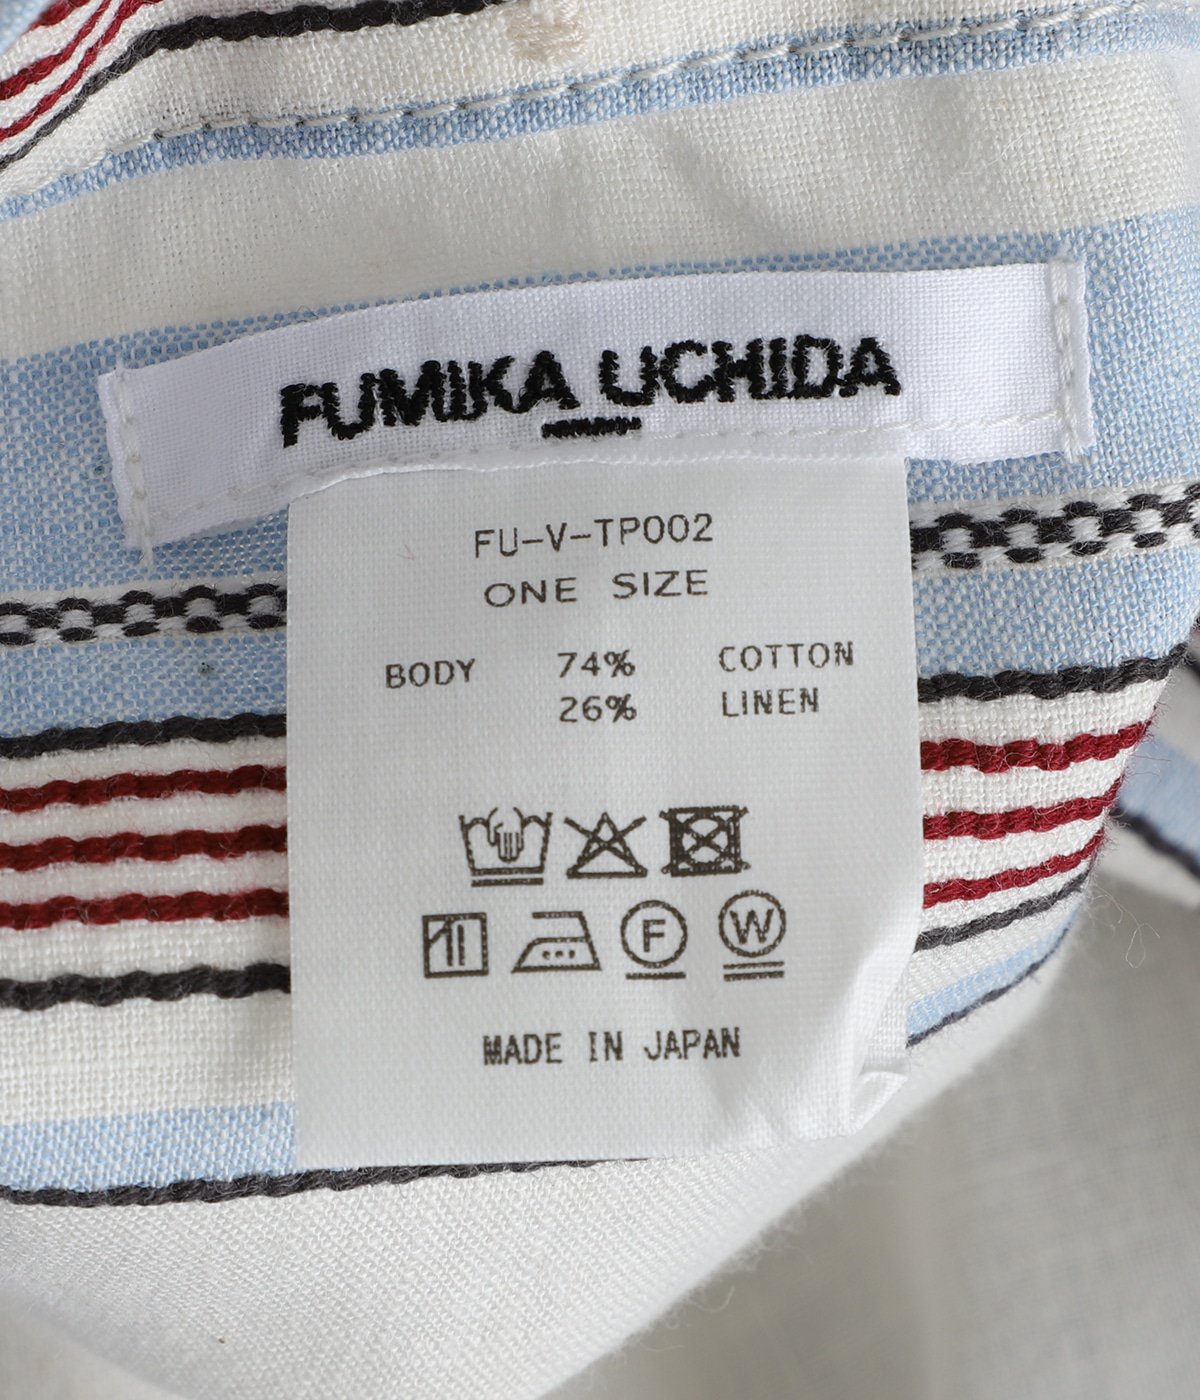 FUMIKA UCHIDA
FU-V-TP002
ONE SIZE
BODY 74% COTTON
26% LINEN
F W
MADE IN JAPAN